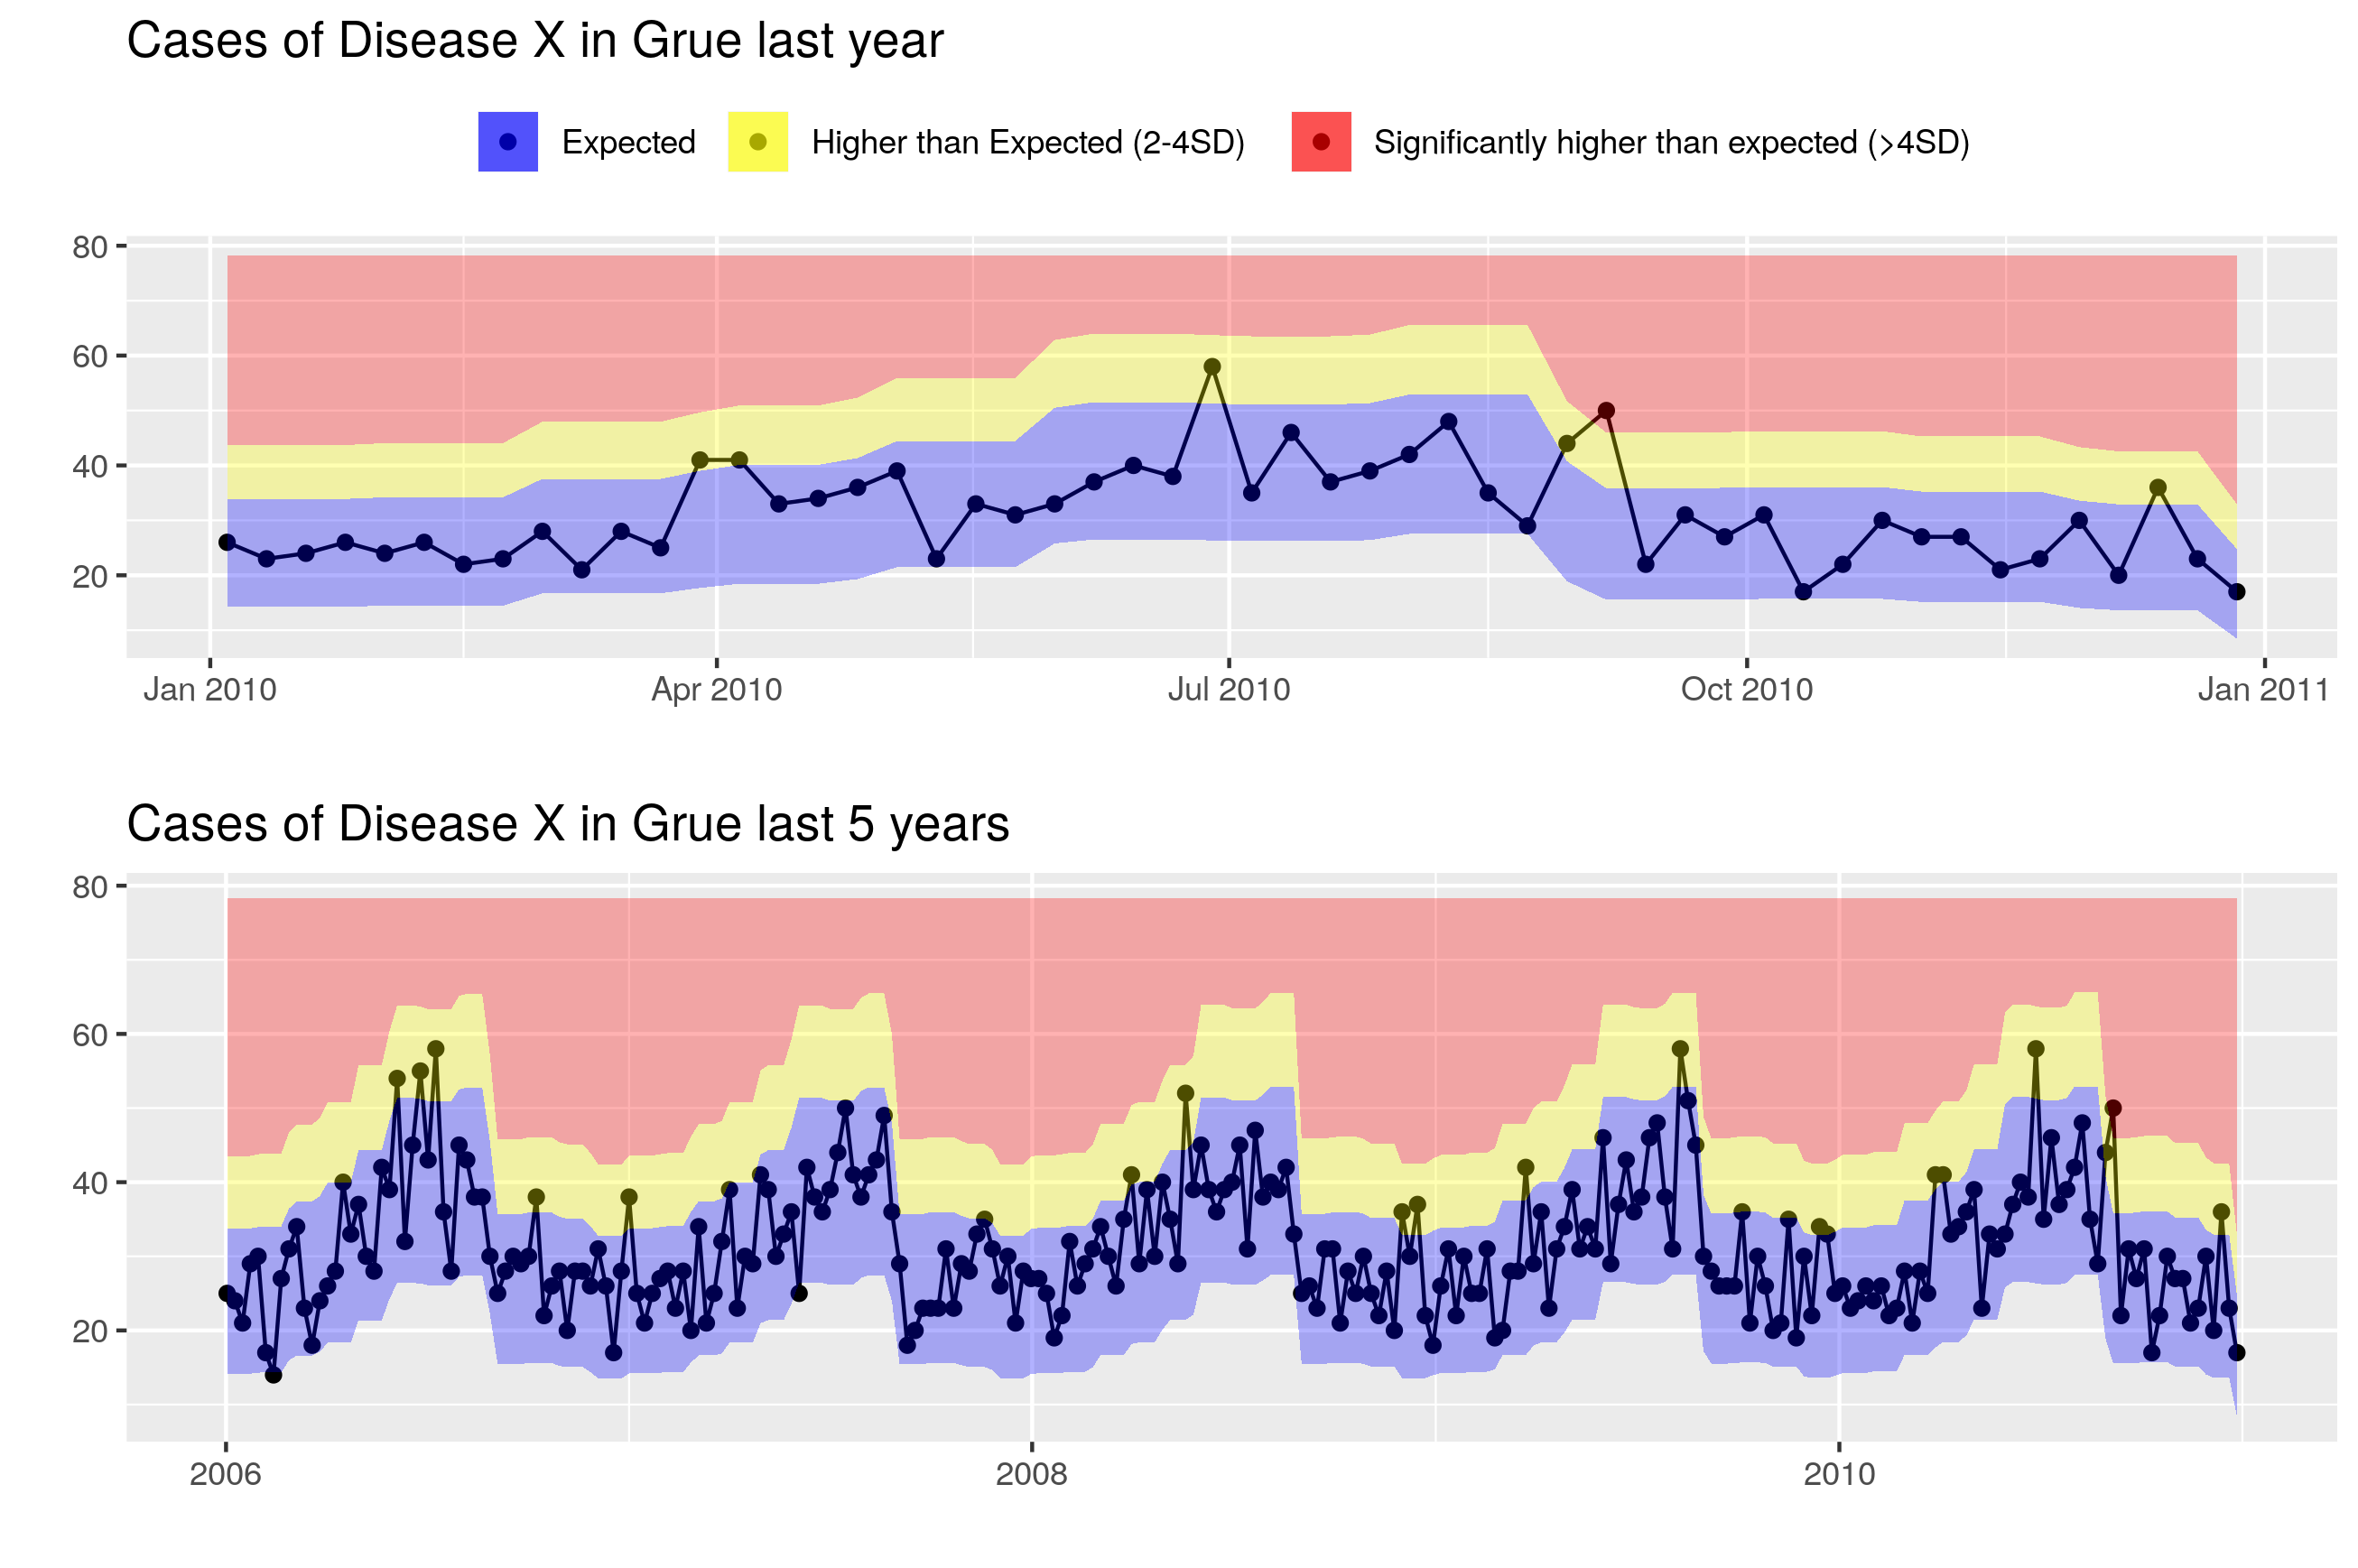 Cases of Disease X in Grue last year
Expected Higher than Expected (2-4SD) Significantly higher than expected (>4SD)
80
60
40
20
Jan 2010 Apr 2010 Jul 2010 Oct 2010 Jan 2011
Cases of Disease X in Grue last 5 years
80
60
40
20
2006 2008 2010